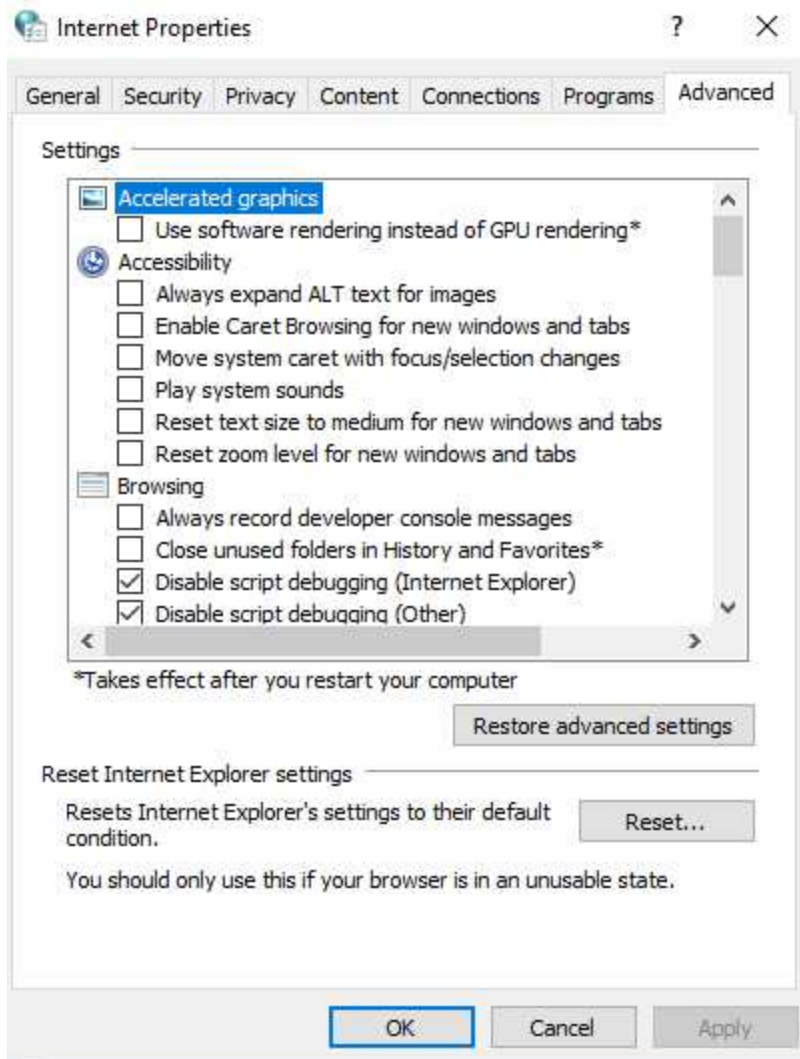 Internet Properties
?
General Security Privacy Content Connections Programs Advanced
Settings
Accelerated graphics
Use software rendering instead of GPU rendering*
Accessibility
Always expand ALT text for images
Enable Caret Browsing for new windows and tabs
Move system caret with focus/selection changes
Play system sounds
Reset text size to medium for new windows and tabs
Reset zoom level for new windows and tabs
Browsing
Always record developer console messages
Close unused folders in History and Favorites*
Disable script debugging (Internet Explorer)
Disable script debugging (Other)
*Takes effect after you restart your computer
Restore advanced settings
Reset Internet Explorer settings
Resets Internet Explorer's settings to their default
condition.
Reset...
You should only use this if your browser is in an unusable state.
OK Cancel Apply